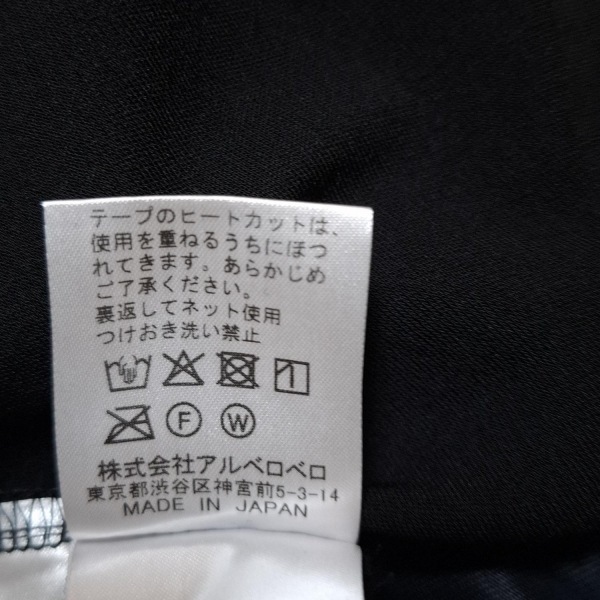 テープのヒートカットは、
使用を重ねるうちにほつ
れてきます。あらかじめ
ご了承ください。
裏返してネット使用
つけおき洗い禁止
F W
株式会社アルベロベロ
東京都渋谷区神宮前5-3-14
MADE IN JAPAN